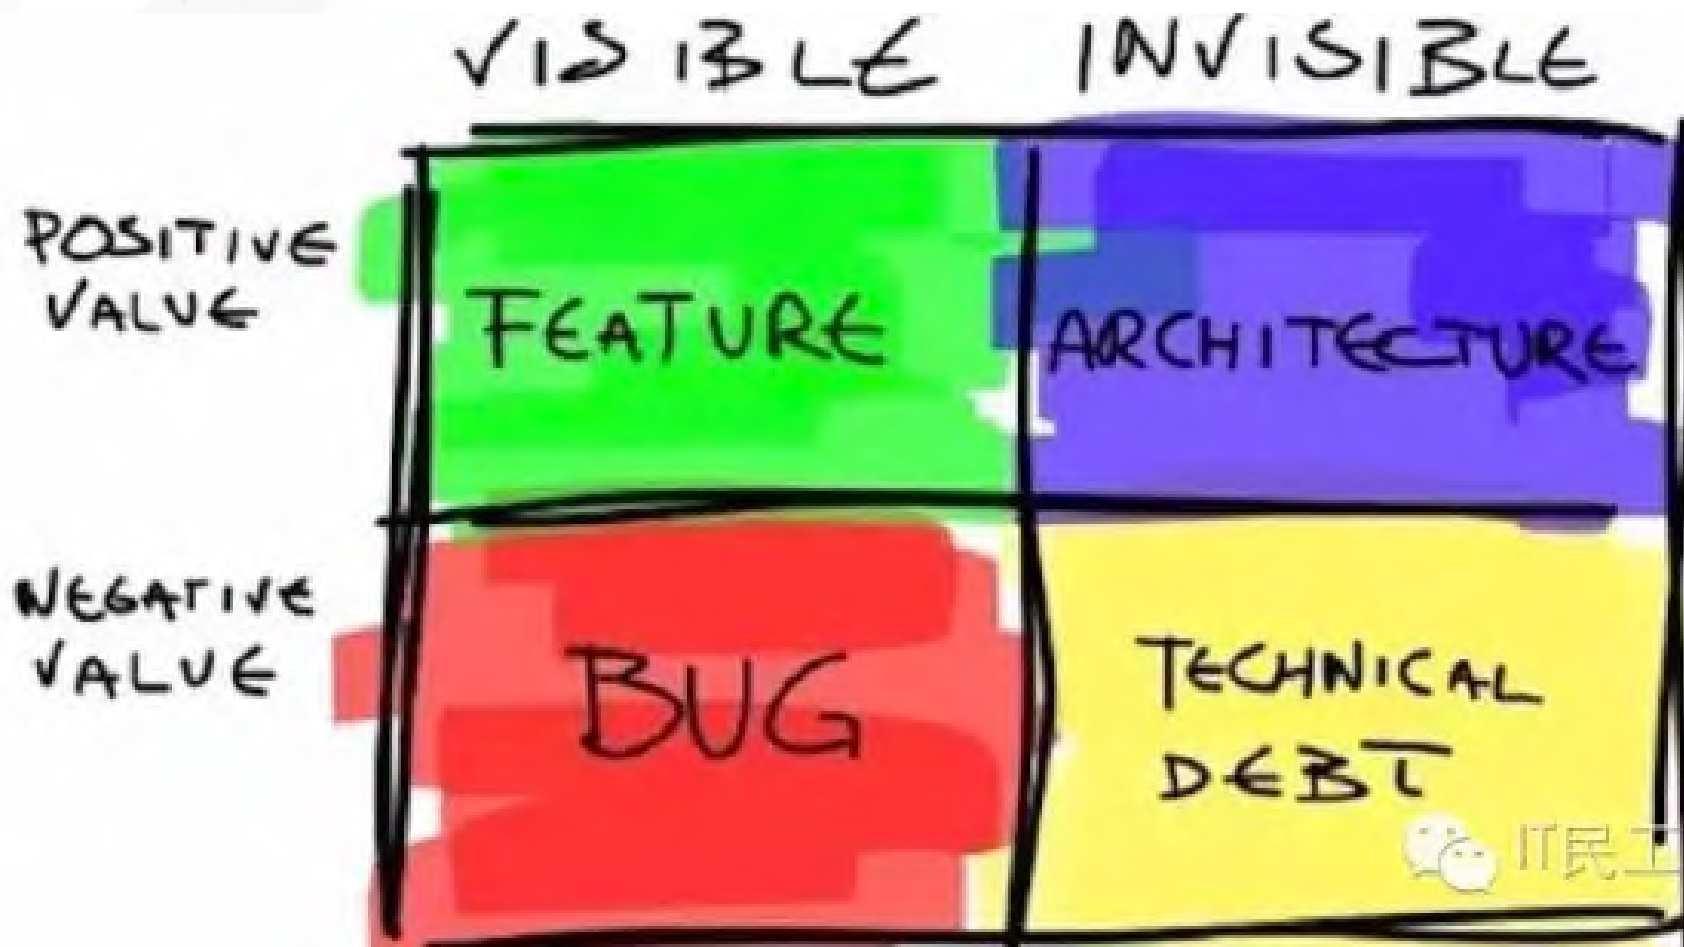 VISIBLE INVISIBLE
POSITIVE
VALUE
FEATURE
ARCHITECTURE
NEGATIVE
VALUE
BUG
TECHNICAL
DEBT
IT民工